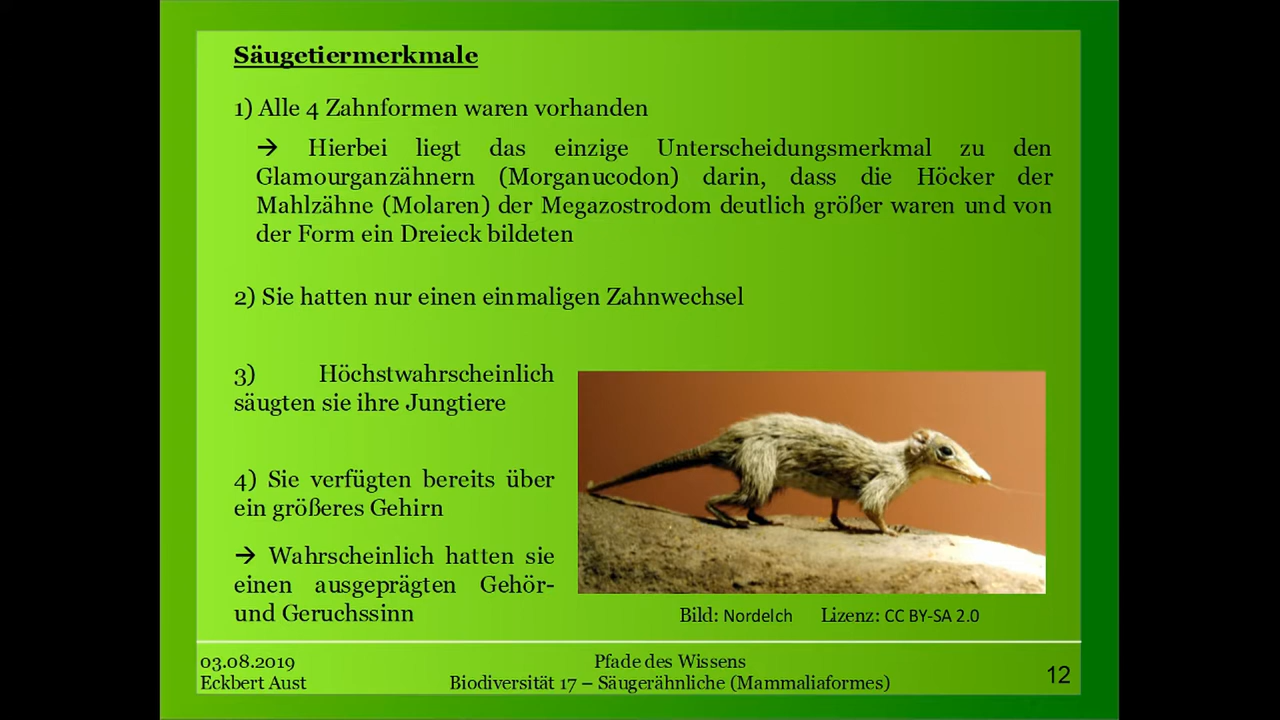 Säugetiermerkmale
1) Alle 4 Zahnformen waren vorhanden
→ Hierbei liegt das einzige Unterscheidungsmerkmal zu den
Glamourganzähnern (Morganucodon) darin, dass die Höcker der
Mahlzähne (Molaren) der Megazostrodom deutlich größer waren und von
der Form ein Dreieck bildeten
2) Sie hatten nur einen einmaligen Zahnwechsel
3) Höchstwahrscheinlich
säugten sie ihre Jungtiere
4) Sie verfügten bereits über
ein größeres Gehirn
→ Wahrscheinlich hatten sie
einen ausgeprägten Gehör-
und Geruchssinn
Bild: Nordelch Lizenz: CC BY-SA 2.0
03.08.2019
Eckbert Aust
Pfade des Wissens
Biodiversität 17 – Säugerähnliche (Mammaliaformes)
12